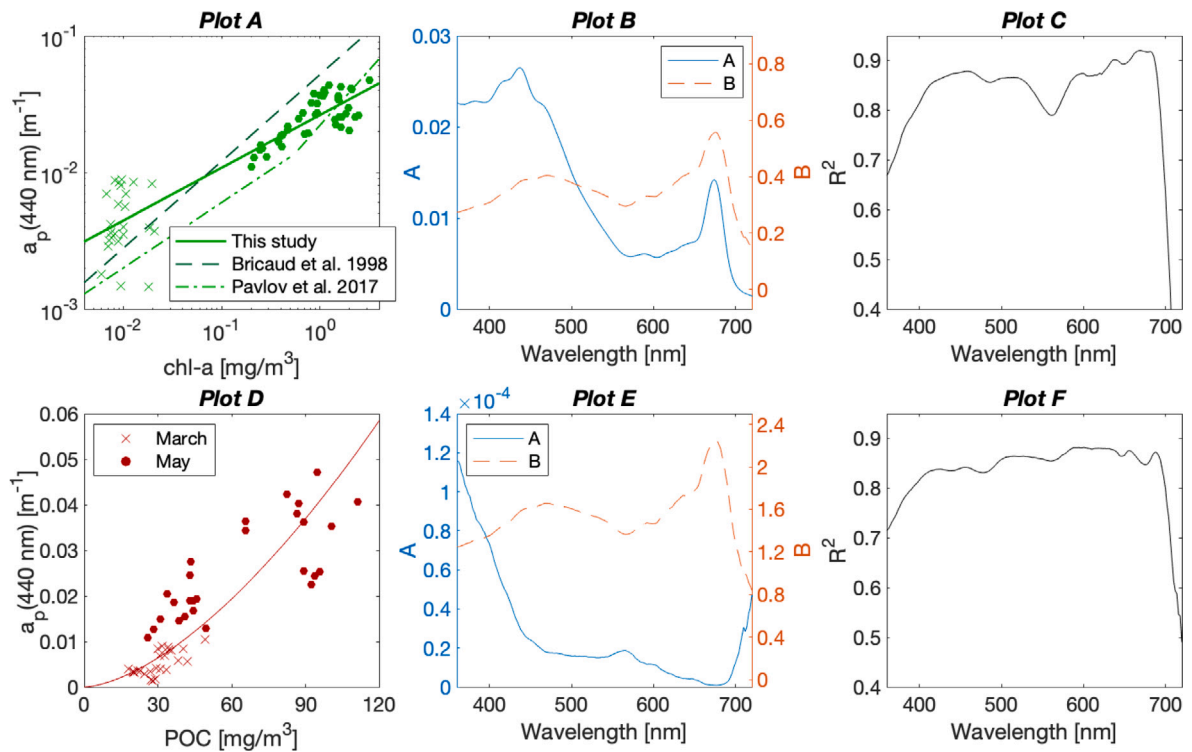 Plot A
a_p(440 nm) [m^-1]
10^-1
10^-2
10^-3
This study
Bricaud et al. 1998
Pavlov et al. 2017
10^-2 10^-1 10^0
chl-a [mg/m^3]
Plot B
A
0.03
0.02
0.01
0
A
B
0.8
0.6
0.4
0.2
0
B
400 500 600 700
Wavelength [nm]
Plot C
R^2
0.9
0.8
0.7
0.6
0.5
0.4
400 500 600 700
Wavelength [nm]
Plot D
a_p(440 nm) [m^-1]
0.06
0.05
0.04
0.03
0.02
0.01
0
March
May
0 30 60 90 120
POC [mg/m^3]
Plot E
× 10^-4
A
1.4
1.2
1
0.8
0.6
0.4
0.2
0
A
B
2.4
2
1.6
1.2
0.8
0.4
0
B
400 500 600 700
Wavelength [nm]
Plot F
R^2
0.9
0.8
0.7
0.6
0.5
0.4
400 500 600 700
Wavelength [nm]